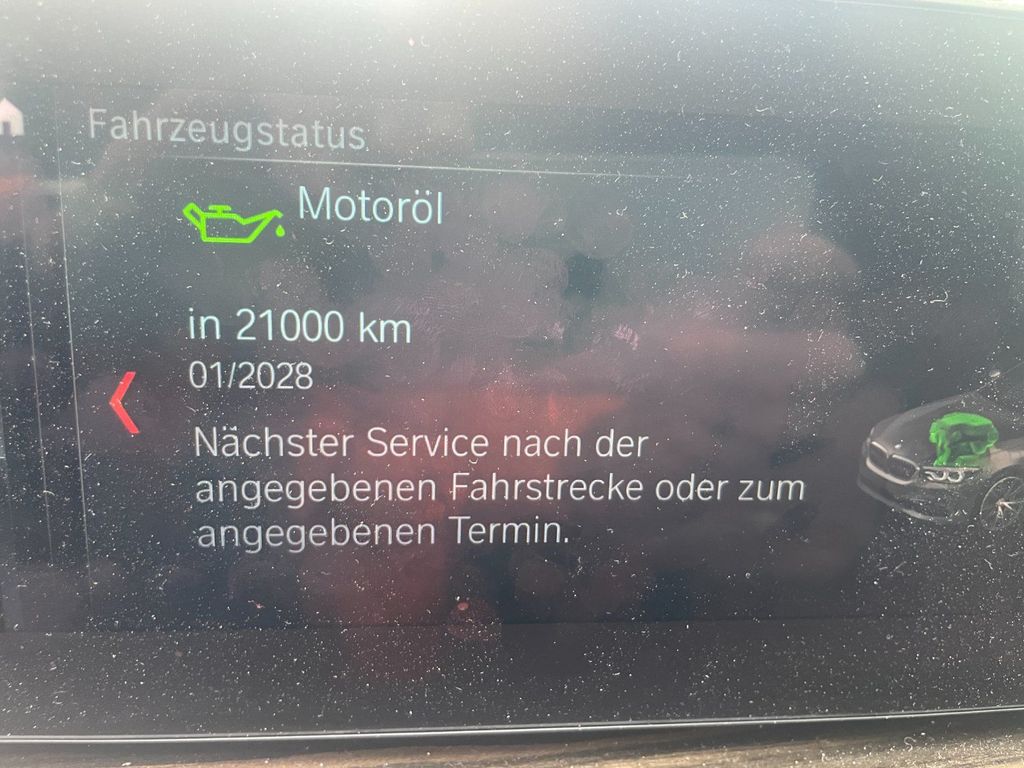 Fahrzeugstatus
Motoröl
in 21000 km
01/2028
Nächster Service nach der
angegebenen Fahrstrecke oder zum
angegebenen Termin.